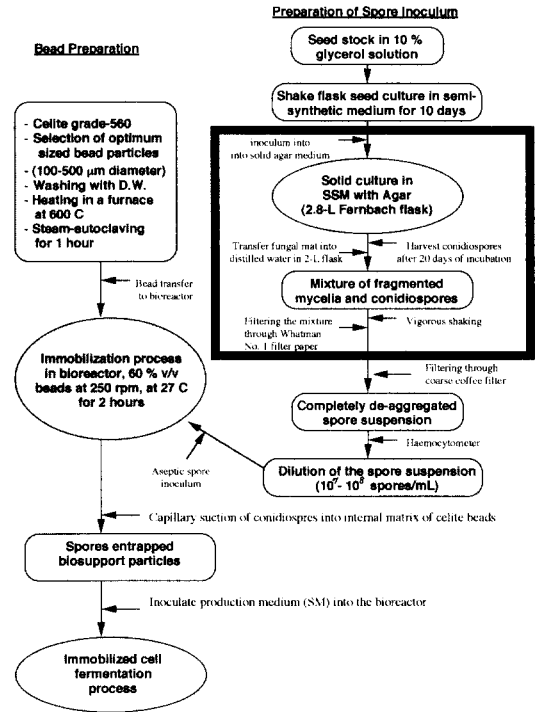 Preparation of Spore Inoculum
Seed stock in 10 %
glycerol solution
Bead Preparation
Shake flask seed culture in semi-
synthetic medium for 10 days
- Celite grade-560
- Selection of optimum
sized bead particles
- (100-500 μm diameter)
- Washing with D.W.
- Heating in a furnace
at 600 C
- Steam-autoclaving
for 1 hour
inoculum into
into solid agar medium
Solid culture in
SSM with Agar
(2.8-L Fernbach flask)
Transfer fungal mat into
distilled water in 2-L flask
Harvest conidiospores
after 20 days of incubation
Bead transfer
to bioreactor
Mixture of fragmented
mycelia and conidiospores
Filtering the mixture
through Whatman
No. 1 filter paper
Vigorous shaking
Immobilization process
in bioreactor, 60 % v/v
beads at 250 rpm, at 27 C
for 2 hours
Filtering through
coarse coffee filter
Completely de-aggregated
spore suspension
Haemocytometer
Aseptic spore
inoculum
Dilution of the spore suspension
(10⁷- 10⁸ spores/mL)
Capillary suction of conidiospres into internal matrix of celite beads
Spores entrapped
biosupport particles
Inoculate production medium (SM) into the bioreactor
Immobilized cell
fermentation
process